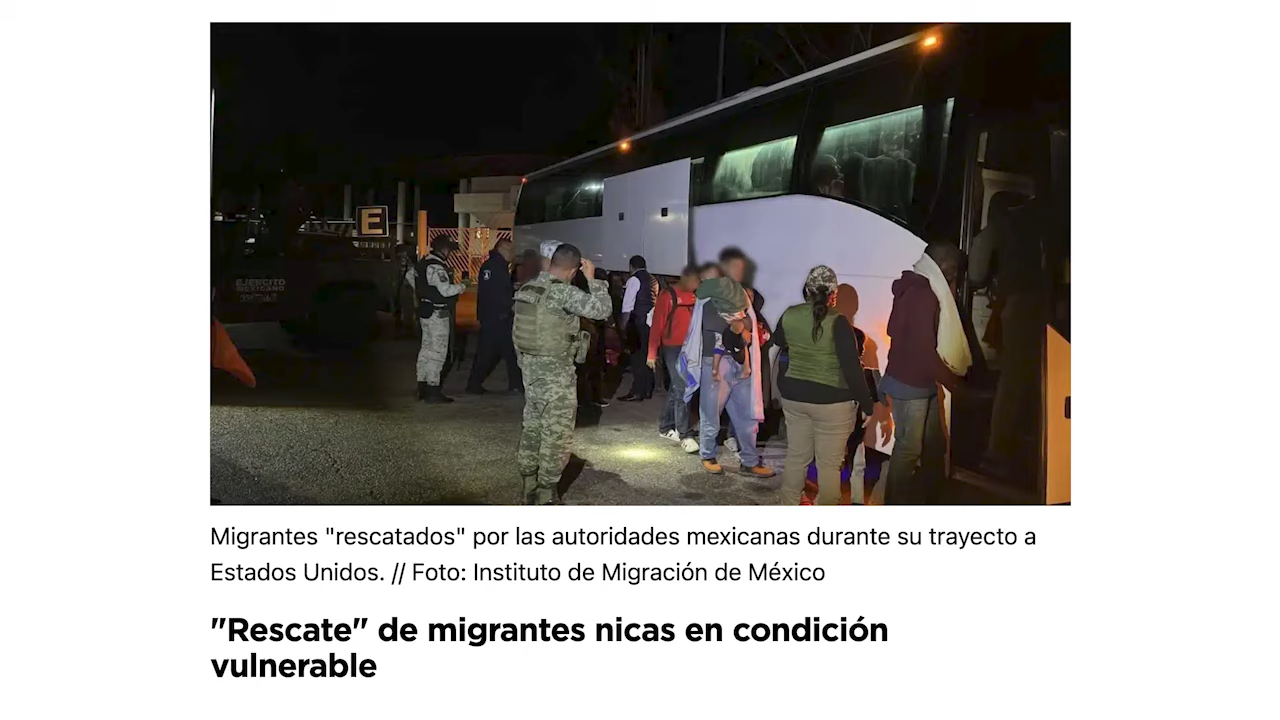 E
EJERCITO
MEXICANO
Migrantes "rescatados" por las autoridades mexicanas durante su trayecto a
Estados Unidos. // Foto: Instituto de Migración de México
"Rescate" de migrantes nicas en condición
vulnerable